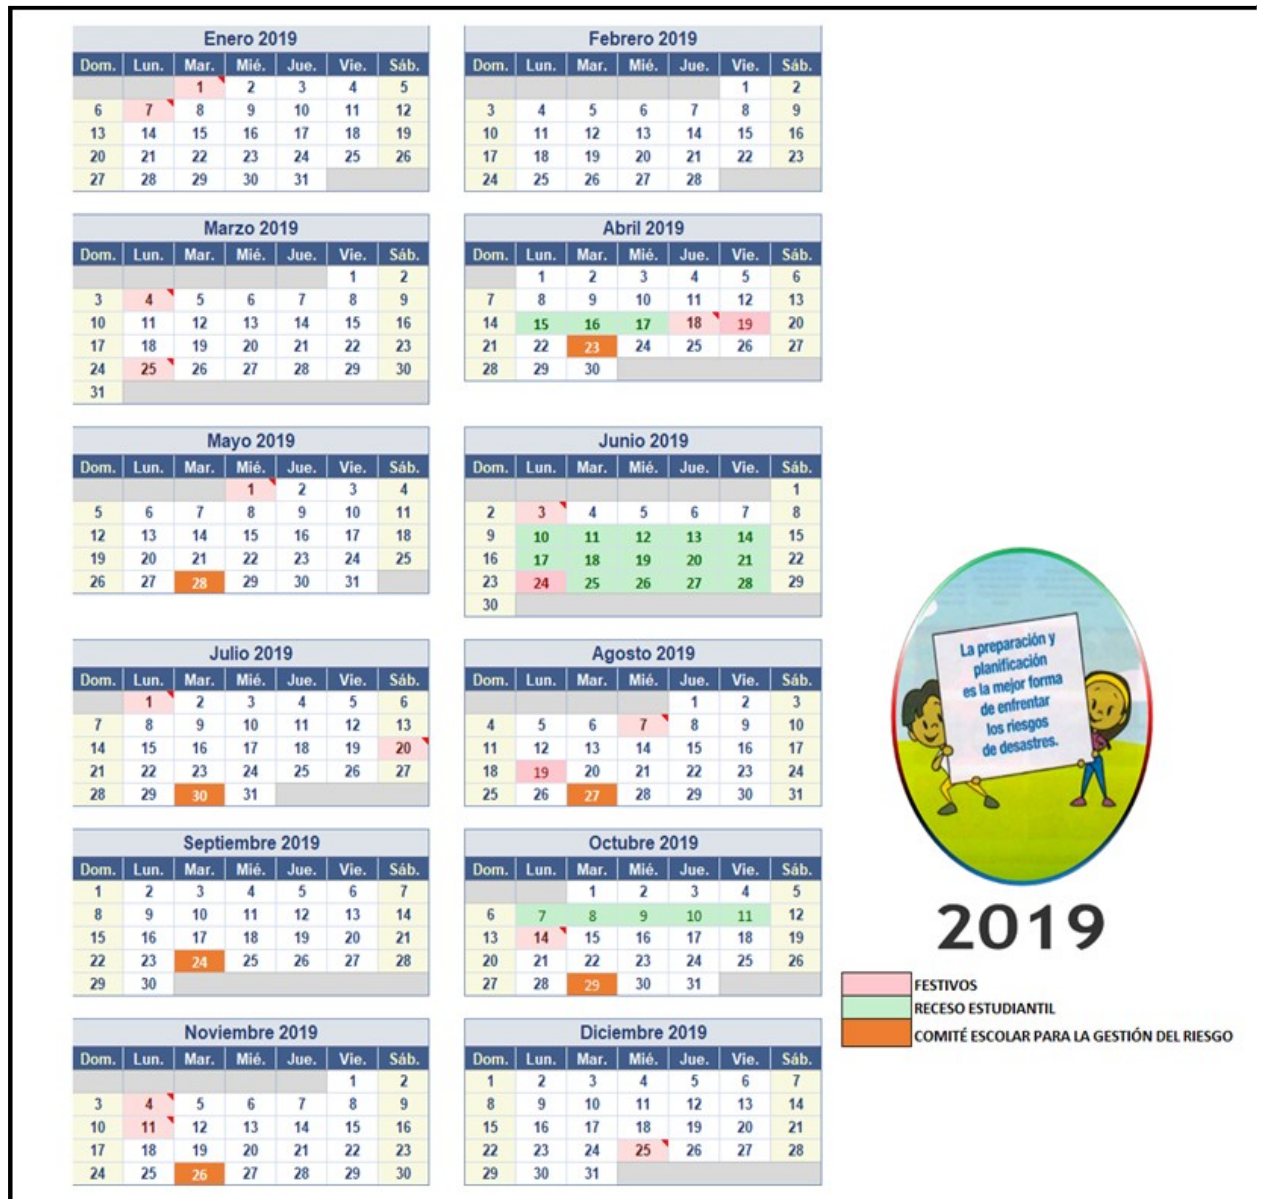 Enero 2019
Dom. Lun. Mar. Mié. Jue. Vie. Sáb.
1 2 3 4 5
6 7 8 9 10 11 12
13 14 15 16 17 18 19
20 21 22 23 24 25 26
27 28 29 30 31
Febrero 2019
Dom. Lun. Mar. Mié. Jue. Vie. Sáb.
1 2
3 4 5 6 7 8 9
10 11 12 13 14 15 16
17 18 19 20 21 22 23
24 25 26 27 28
Marzo 2019
Dom. Lun. Mar. Mié. Jue. Vie. Sáb.
1 2
3 4 5 6 7 8 9
10 11 12 13 14 15 16
17 18 19 20 21 22 23
24 25 26 27 28 29 30
31
Abril 2019
Dom. Lun. Mar. Mié. Jue. Vie. Sáb.
1 2 3 4 5 6
7 8 9 10 11 12 13
14 15 16 17 18 19 20
21 22 23 24 25 26 27
28 29 30
Mayo 2019
Dom. Lun. Mar. Mié. Jue. Vie. Sáb.
1 2 3 4
5 6 7 8 9 10 11
12 13 14 15 16 17 18
19 20 21 22 23 24 25
26 27 28 29 30 31
Junio 2019
Dom. Lun. Mar. Mié. Jue. Vie. Sáb.
1
2 3 4 5 6 7 8
9 10 11 12 13 14 15
16 17 18 19 20 21 22
23 24 25 26 27 28 29
30
Julio 2019
Dom. Lun. Mar. Mié. Jue. Vie. Sáb.
1 2 3 4 5 6
7 8 9 10 11 12 13
14 15 16 17 18 19 20
21 22 23 24 25 26 27
28 29 30 31
Agosto 2019
Dom. Lun. Mar. Mié. Jue. Vie. Sáb.
1 2 3
4 5 6 7 8 9 10
11 12 13 14 15 16 17
18 19 20 21 22 23 24
25 26 27 28 29 30 31
Septiembre 2019
Dom. Lun. Mar. Mié. Jue. Vie. Sáb.
1 2 3 4 5 6 7
8 9 10 11 12 13 14
15 16 17 18 19 20 21
22 23 24 25 26 27 28
29 30
Octubre 2019
Dom. Lun. Mar. Mié. Jue. Vie. Sáb.
1 2 3 4 5
6 7 8 9 10 11 12
13 14 15 16 17 18 19
20 21 22 23 24 25 26
27 28 29 30 31
Noviembre 2019
Dom. Lun. Mar. Mié. Jue. Vie. Sáb.
1 2
3 4 5 6 7 8 9
10 11 12 13 14 15 16
17 18 19 20 21 22 23
24 25 26 27 28 29 30
Diciembre 2019
Dom. Lun. Mar. Mié. Jue. Vie. Sáb.
1 2 3 4 5 6 7
8 9 10 11 12 13 14
15 16 17 18 19 20 21
22 23 24 25 26 27 28
29 30 31
La preparación y
planificación
es la mejor forma
de enfrentar
los riesgos
de desastres.
2019
FESTIVOS
RECESO ESTUDIANTIL
COMITÉ ESCOLAR PARA LA GESTIÓN DEL RIESGO